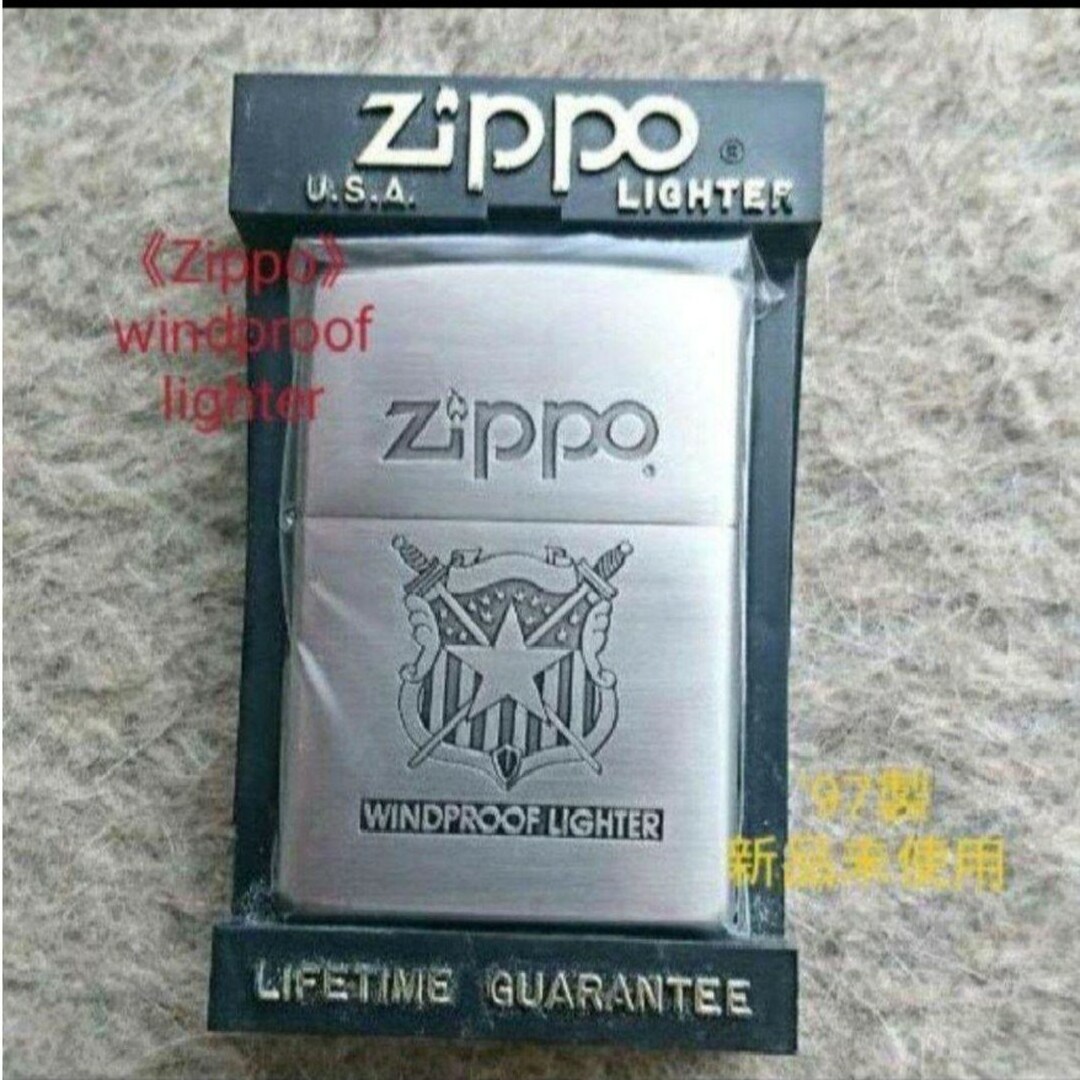 Zippo ®
U.S.A. LIGHTER
《Zippo》
windproof
lighter
Zippo
WINDPROOF LIGHTER
'97製
新品未使用
LIFETIME GUARANTEE